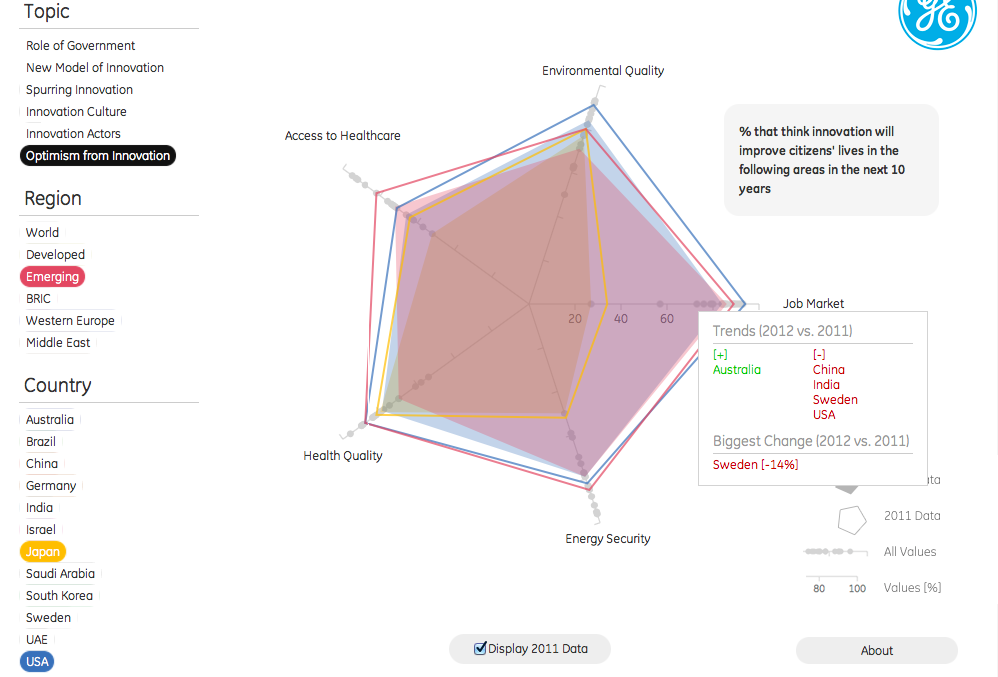 Topic
Role of Government
New Model of Innovation
Spurring Innovation
Innovation Culture
Innovation Actors
Optimism from Innovation
Region
World
Developed
Emerging
BRIC
Western Europe
Middle East
Country
Australia
Brazil
China
Germany
India
Israel
Japan
Saudi Arabia
South Korea
Sweden
UAE
USA
GE
Environmental Quality
Access to Healthcare
Job Market
20 40 60
Health Quality
Energy Security
% that think innovation will
improve citizens' lives in the
following areas in the next 10
years
Trends (2012 vs. 2011)
[+] [-]
Australia China
India
Sweden
USA
Biggest Change (2012 vs. 2011)
Sweden [-14%]
2011 Data
All Values
80 100 Values [%]
Display 2011 Data
About